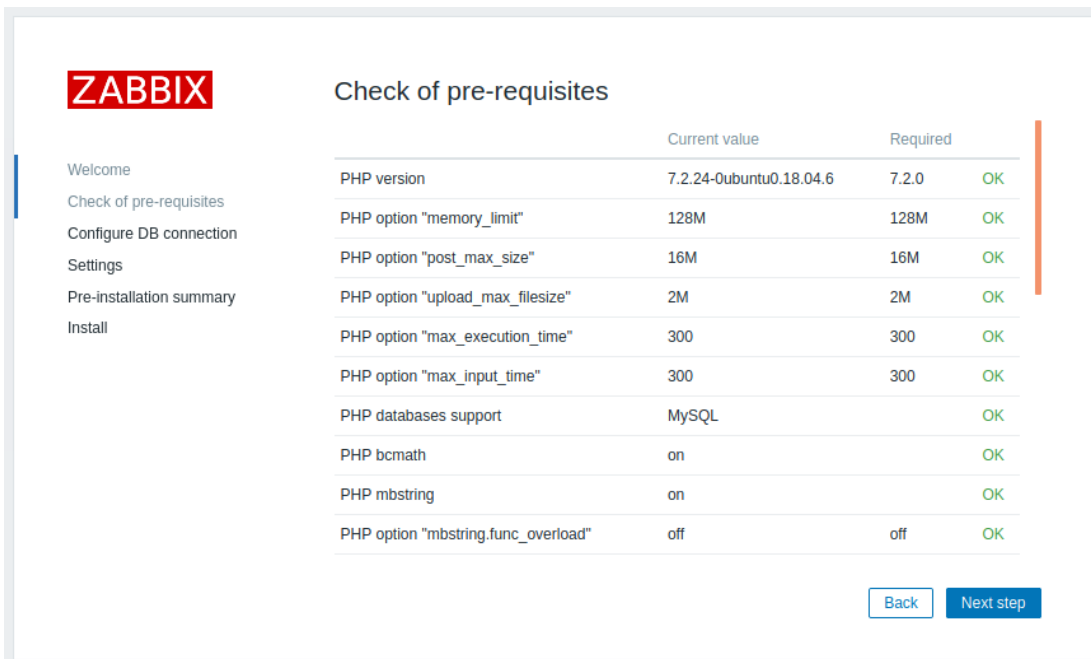 ZABBIX
Check of pre-requisites
Welcome
Check of pre-requisites
Configure DB connection
Settings
Pre-installation summary
Install
Current value Required
PHP version 7.2.24-0ubuntu0.18.04.6 7.2.0 OK
PHP option "memory_limit" 128M 128M OK
PHP option "post_max_size" 16M 16M OK
PHP option "upload_max_filesize" 2M 2M OK
PHP option "max_execution_time" 300 300 OK
PHP option "max_input_time" 300 300 OK
PHP databases support MySQL OK
PHP bcmath on OK
PHP mbstring on OK
PHP option "mbstring.func_overload" off off OK
Back Next step